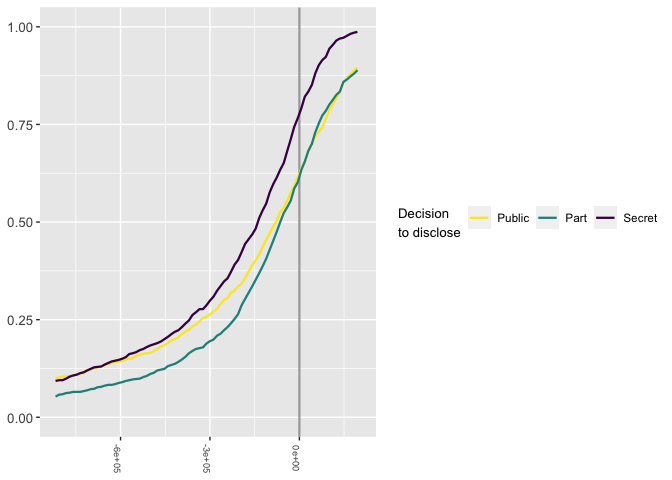 1.00
0.75
0.50
0.25
0.00
-6e+05
-3e+05
0e+00
Decision
to disclose
Public
Part
Secret